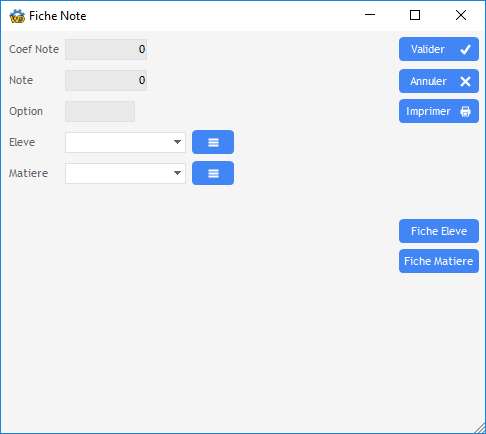 Fiche Note
Coef Note 0 Valider
Note 0 Annuler
Option Imprimer
Eleve
Matiere
Fiche Eleve
Fiche Matiere